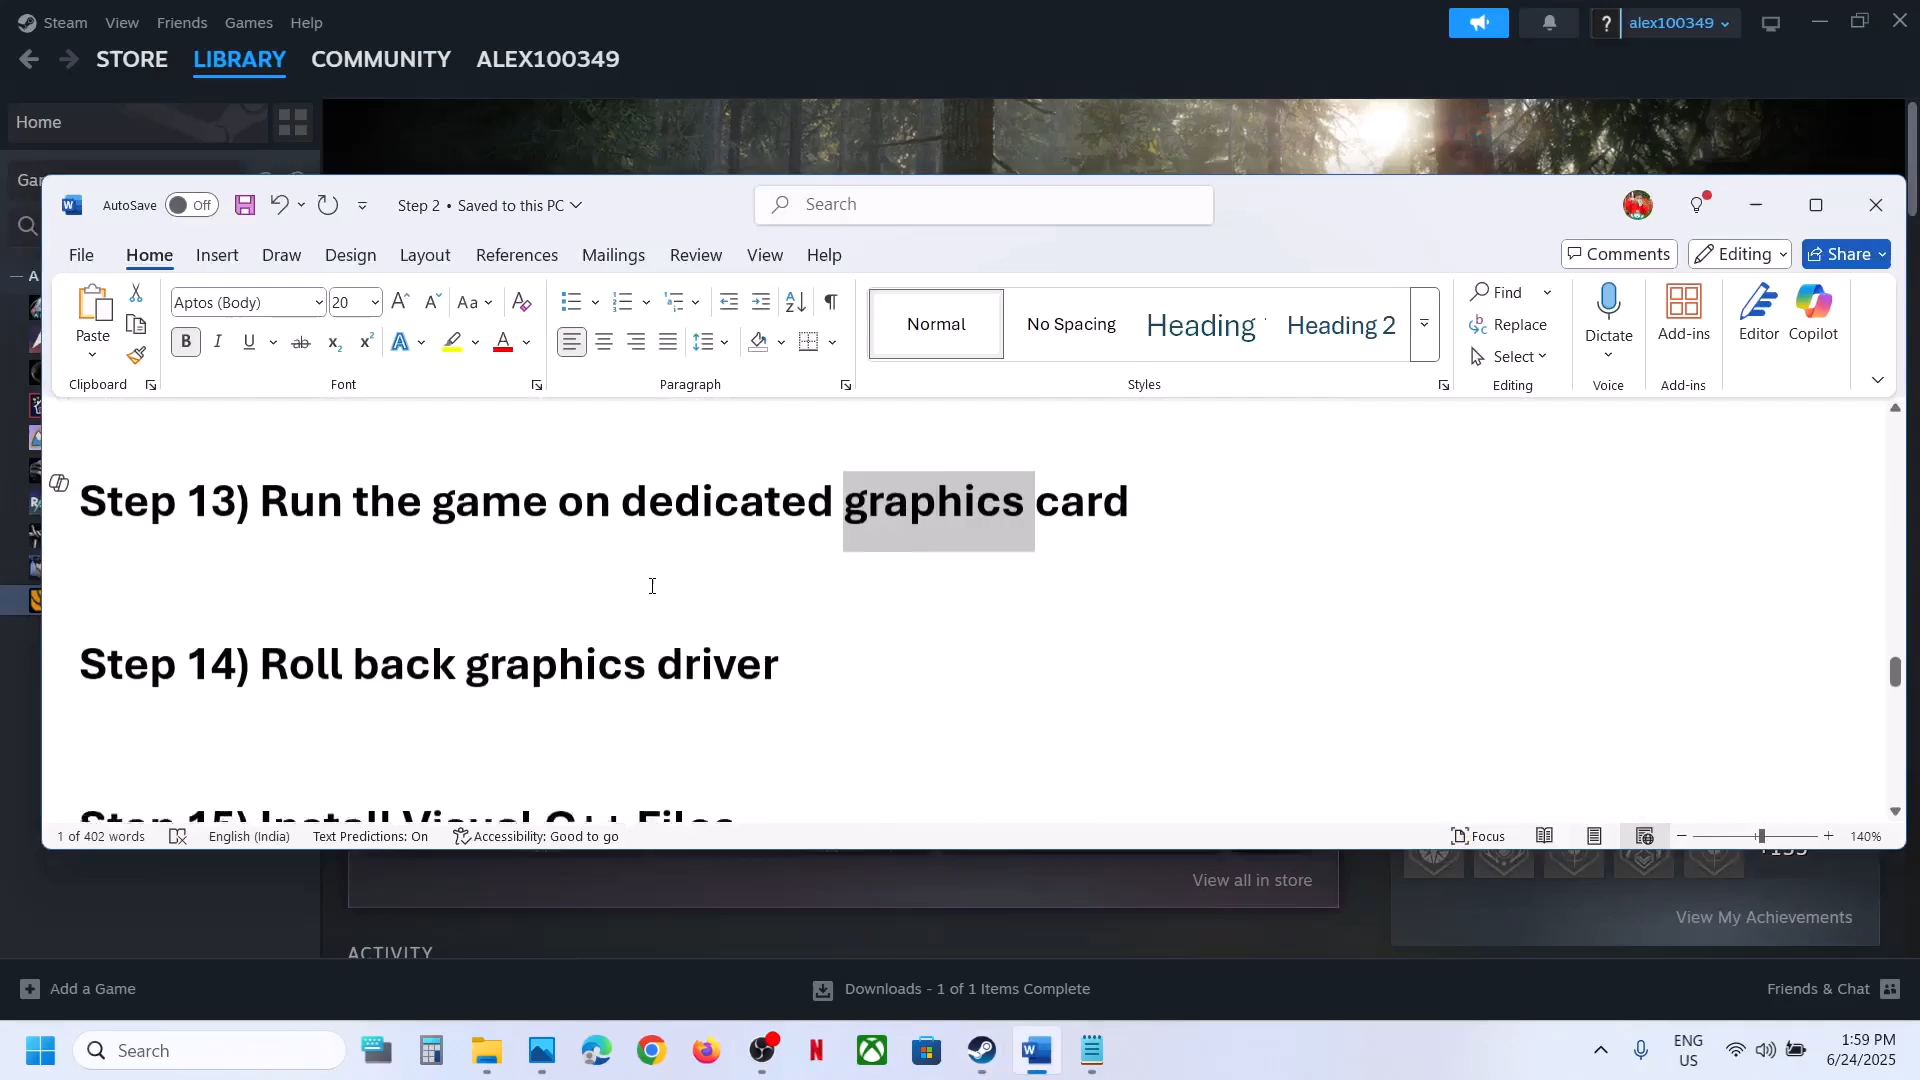 Steam View Friends Games Help
alex100349
STORE LIBRARY COMMUNITY ALEX100349
Home
AutoSave Off Step 2 • Saved to this PC Search
File Home Insert Draw Design Layout References Mailings Review View Help
Comments Editing Share
Paste
Clipboard
Aptos (Body) 20
Font
Paragraph
Normal No Spacing Heading Heading 2
Styles
Find
Replace
Select
Editing
Dictate
Voice
Add-ins
Add-ins
Editor Copilot
Step 13) Run the game on dedicated graphics card
Step 14) Roll back graphics driver
Step 15) Install Visual C++ Files
1 of 402 words English (India) Text Predictions: On Accessibility: Good to go Focus 140%
View all in store
View My Achievements
ACTIVITY
Add a Game Downloads - 1 of 1 Items Complete Friends & Chat
Search
ENG
US
1:59 PM
6/24/2025